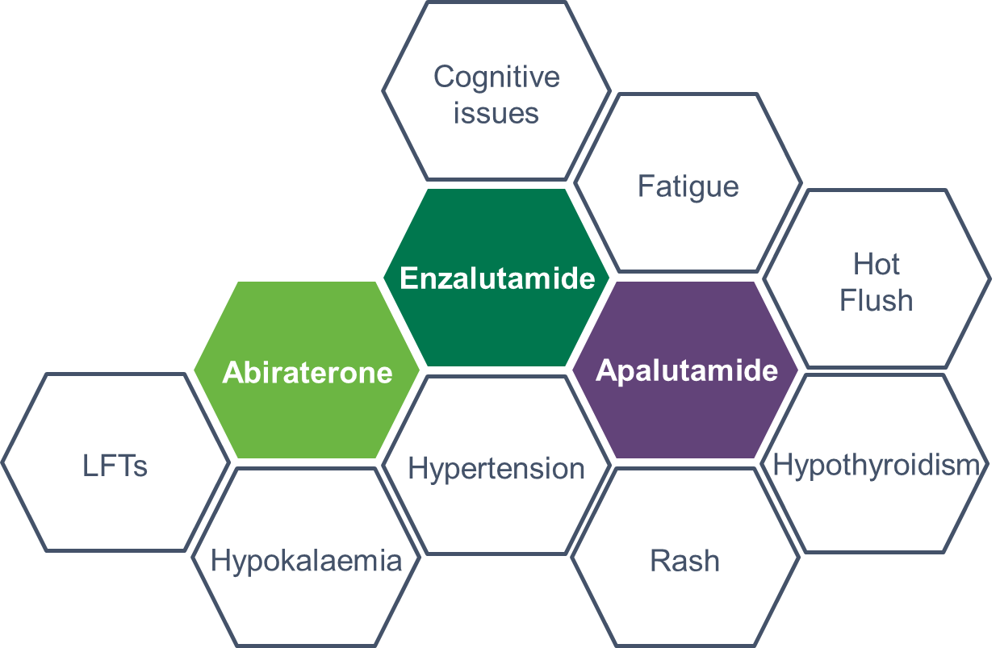 Cognitive
issues
Fatigue
Hot
Flush
Enzalutamide
Abiraterone
Apalutamide
LFTs
Hypertension
Hypothyroidism
Hypokalaemia
Rash